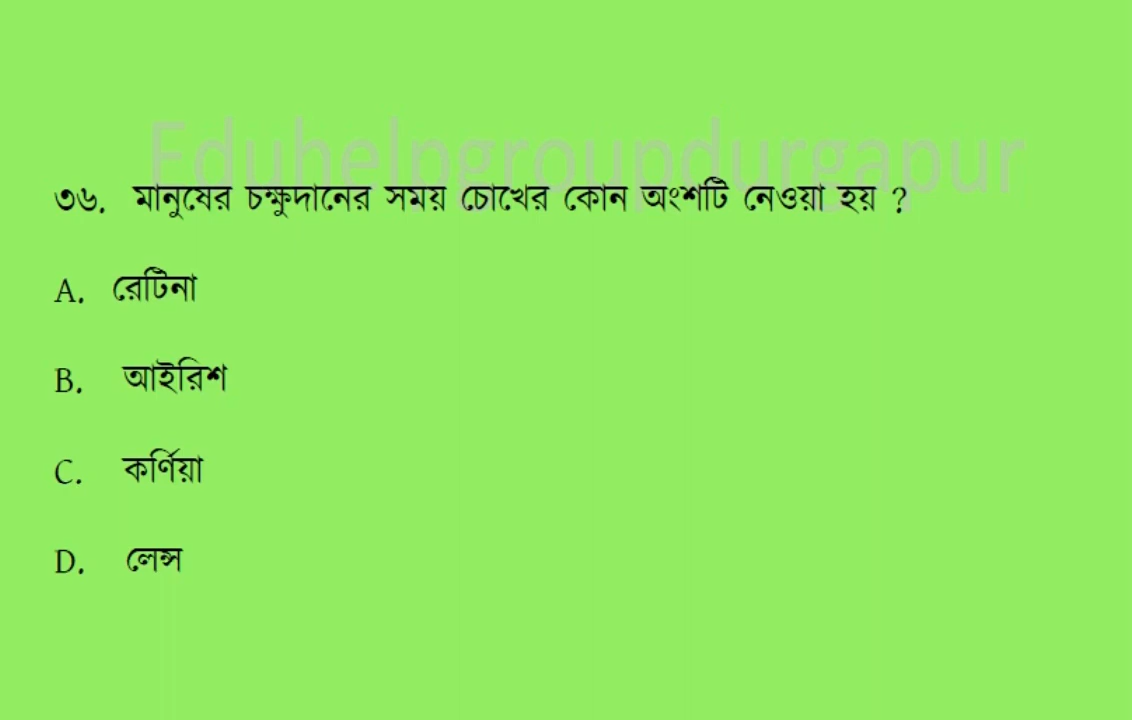 Eduhelpgroupdurgapur
৩৬. মানুষের চক্ষুদানের সময় চোখের কোন অংশটি নেওয়া হয় ?
A. রেটিনা
B. আইরিশ
C. কর্ণিয়া
D. লেন্স